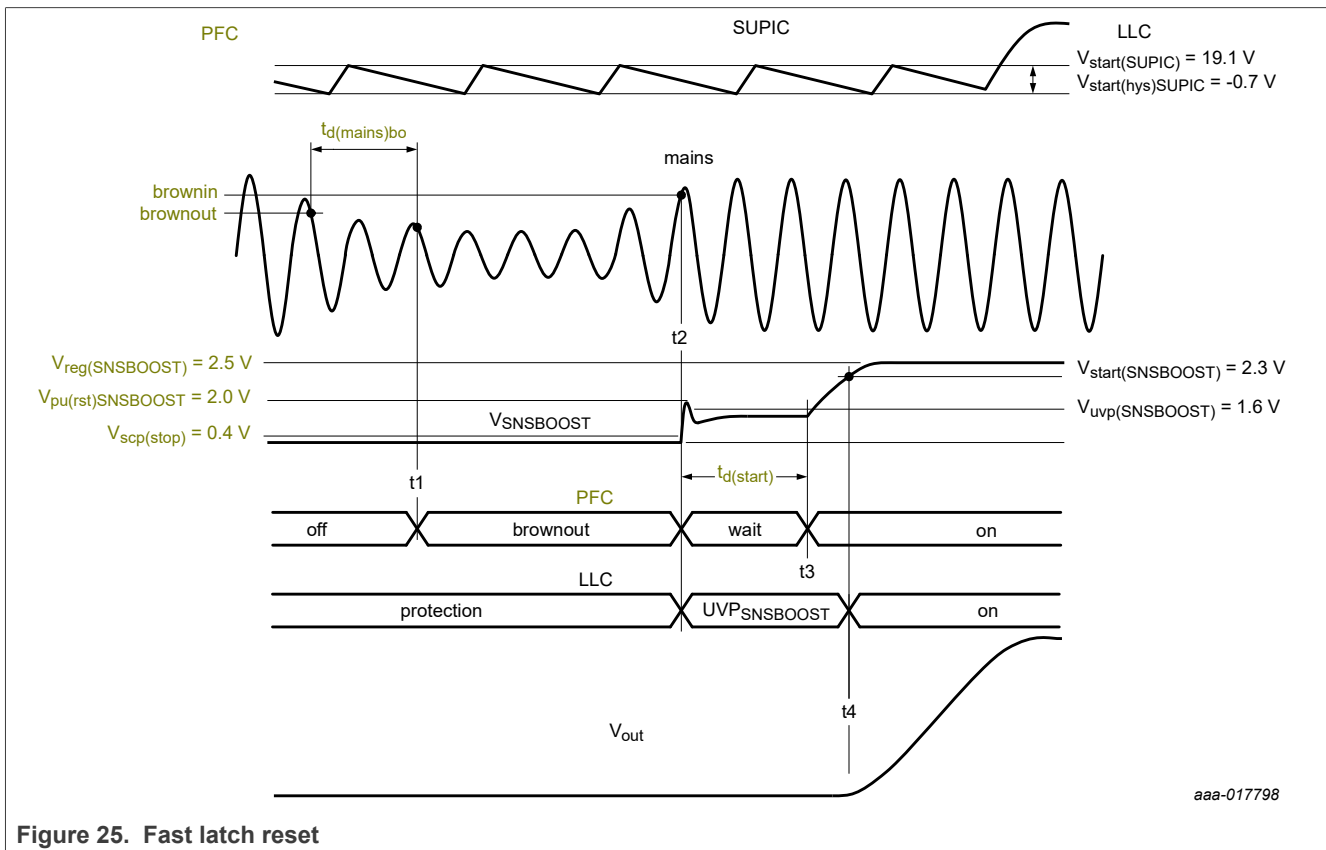 PFC
SUPIC
LLC
Vstart(SUPIC) = 19.1 V
Vstart(hys)SUPIC = -0.7 V
td(mains)bo
mains
brownin
brownout
t2
Vreg(SNSBOOST) = 2.5 V
Vstart(SNSBOOST) = 2.3 V
Vpu(rst)SNSBOOST = 2.0 V
Vuvp(SNSBOOST) = 1.6 V
VSNSBOOST
Vscp(stop) = 0.4 V
td(start)
t1
PFC
off
brownout
wait
on
t3
LLC
protection
UVPSNSBOOST
on
t4
Vout
aaa-017798
Figure 25. Fast latch reset